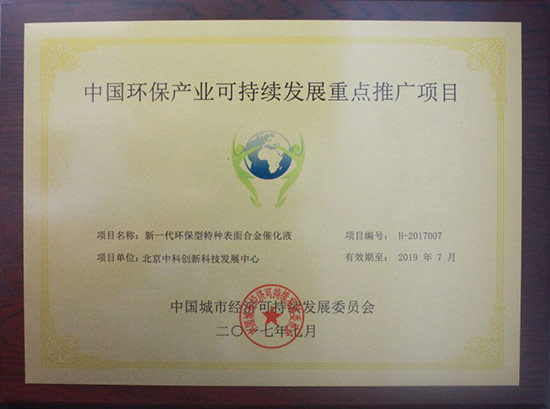 中国环保产业可持续发展重点推广项目
项目名称：新一代环保型特种表面合金催化液
项目编号：H-2017007
项目单位：北京中科创新科技发展中心
有效期至：2019 年 7 月
中国城市经济可持续发展委员会
二〇一七年七月